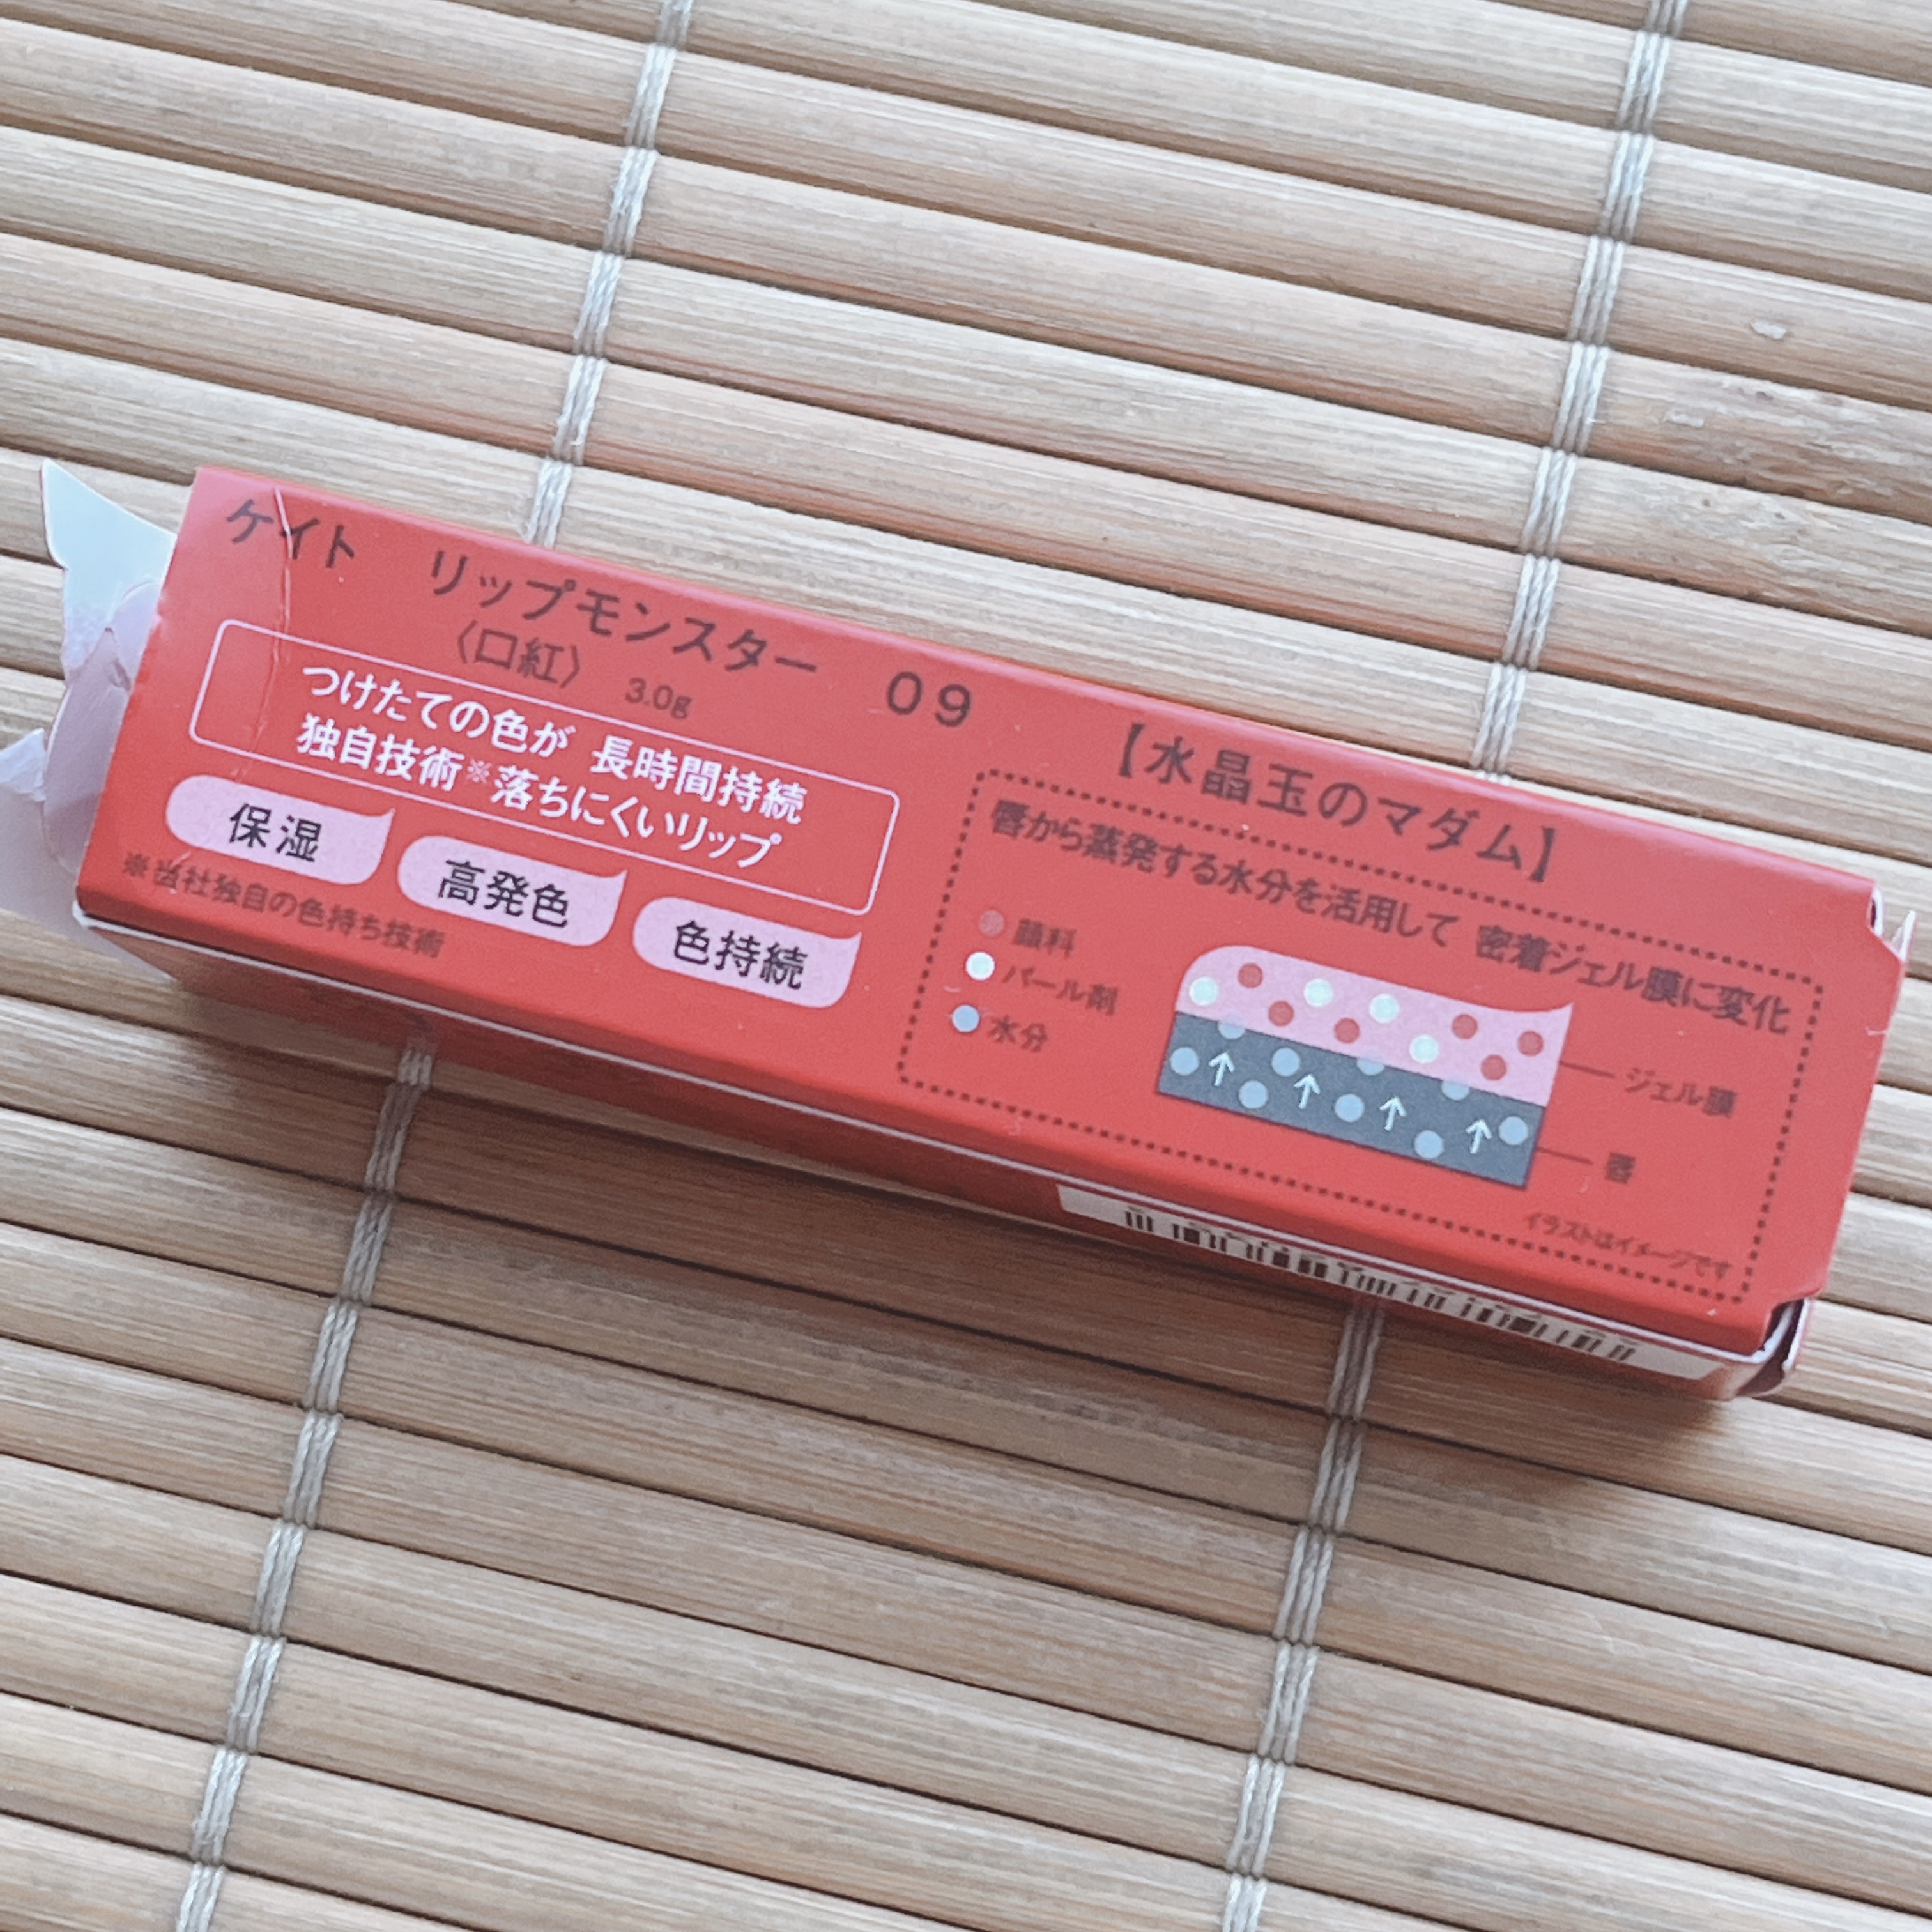 ケイト リップモンスター 09 【水晶玉のマダム】
〈口紅〉 3.0g
つけたての色が 長時間持続
独自技術※落ちにくいリップ
保湿
高発色
色持続
※当社独自の色持ち技術
唇から蒸発する水分を活用して 密着ジェル膜に変化
顔料
パール剤
水分
ジェル膜
唇
イラストはイメージです